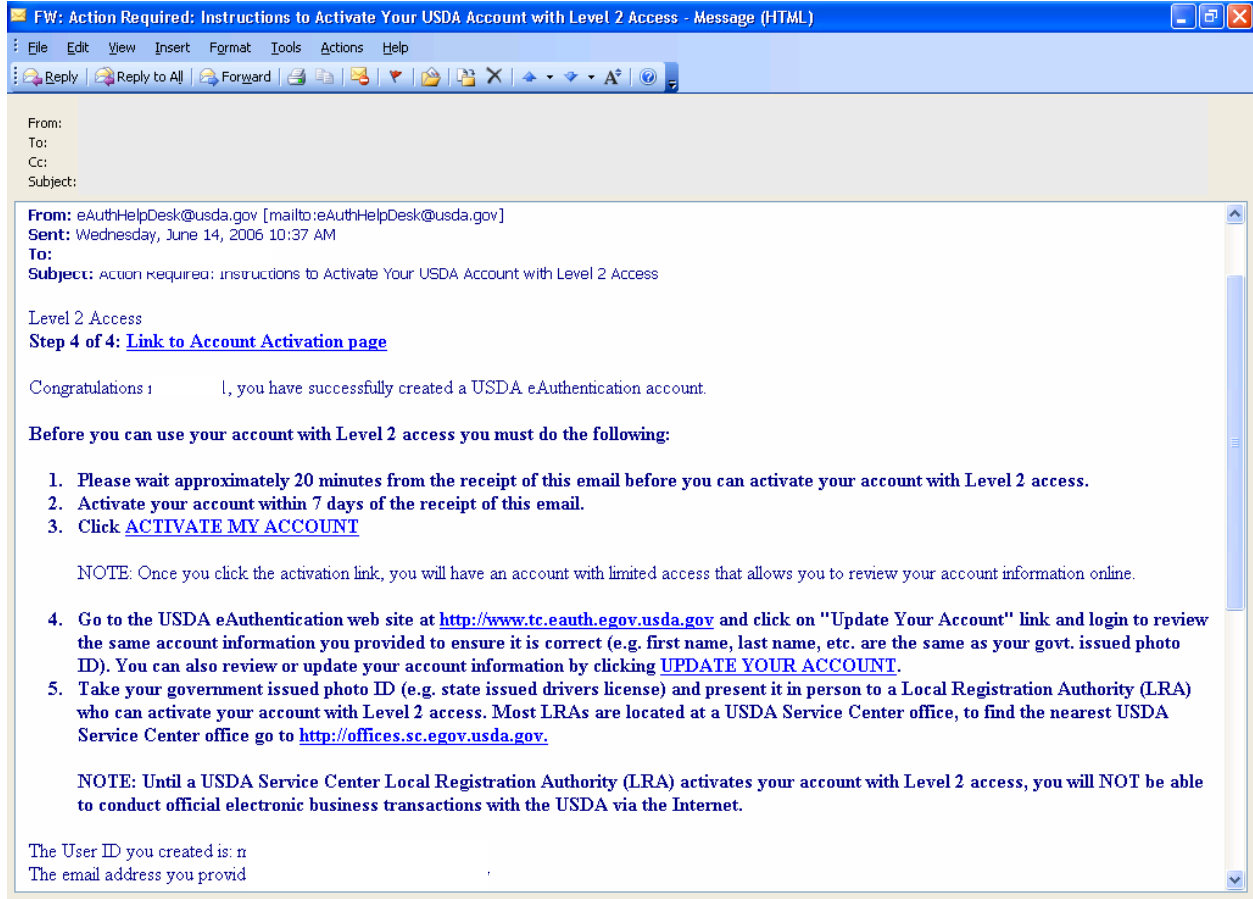 FW: Action Required: Instructions to Activate Your USDA Account with Level 2 Access - Message (HTML)
File Edit View Insert Format Tools Actions Help
Reply Reply to All Forward
From:
To:
Cc:
Subject:
From: eAuthHelpDesk@usda.gov [mailto:eAuthHelpDesk@usda.gov]
Sent: Wednesday, June 14, 2006 10:37 AM
To:
Subject: Action Required: Instructions to Activate Your USDA Account with Level 2 Access
Level 2 Access
Step 4 of 4: Link to Account Activation page
Congratulations , you have successfully created a USDA eAuthentication account.
Before you can use your account with Level 2 access you must do the following:
1. Please wait approximately 20 minutes from the receipt of this email before you can activate your account with Level 2 access.
2. Activate your account within 7 days of the receipt of this email.
3. Click ACTIVATE MY ACCOUNT
NOTE: Once you click the activation link, you will have an account with limited access that allows you to review your account information online.
4. Go to the USDA eAuthentication web site at http://www.tc.eauth.egov.usda.gov and click on "Update Your Account" link and login to review
the same account information you provided to ensure it is correct (e.g. first name, last name, etc. are the same as your govt. issued photo
ID). You can also review or update your account information by clicking UPDATE YOUR ACCOUNT.
5. Take your government issued photo ID (e.g. state issued drivers license) and present it in person to a Local Registration Authority (LRA)
who can activate your account with Level 2 access. Most LRAs are located at a USDA Service Center office, to find the nearest USDA
Service Center office go to http://offices.sc.egov.usda.gov.
NOTE: Until a USDA Service Center Local Registration Authority (LRA) activates your account with Level 2 access, you will NOT be able
to conduct official electronic business transactions with the USDA via the Internet.
The User ID you created is:
The email address you provid